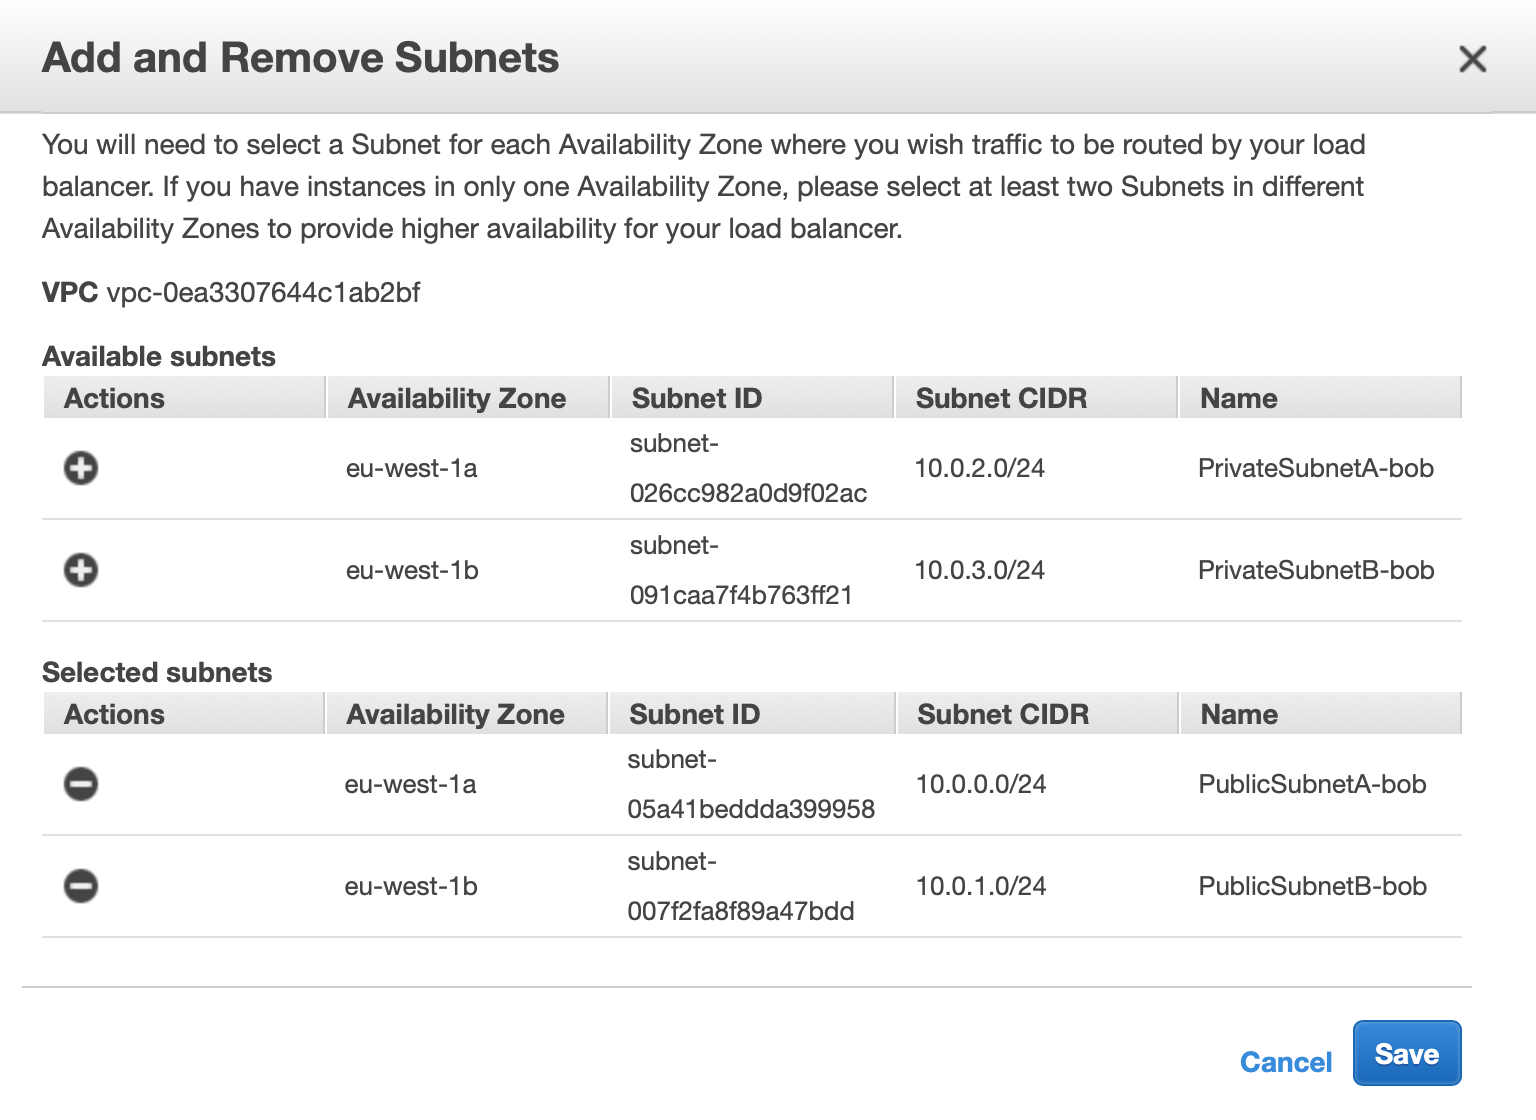 Add and Remove Subnets
You will need to select a Subnet for each Availability Zone where you wish traffic to be routed by your load
balancer. If you have instances in only one Availability Zone, please select at least two Subnets in different
Availability Zones to provide higher availability for your load balancer.
VPC vpc-0ea3307644c1ab2bf
Available subnets
Actions Availability Zone Subnet ID Subnet CIDR Name
eu-west-1a subnet-026cc982a0d9f02ac 10.0.2.0/24 PrivateSubnetA-bob
eu-west-1b subnet-091caa7f4b763ff21 10.0.3.0/24 PrivateSubnetB-bob
Selected subnets
Actions Availability Zone Subnet ID Subnet CIDR Name
eu-west-1a subnet-05a41beddda399958 10.0.0.0/24 PublicSubnetA-bob
eu-west-1b subnet-007f2fa8f89a47bdd 10.0.1.0/24 PublicSubnetB-bob
Cancel Save